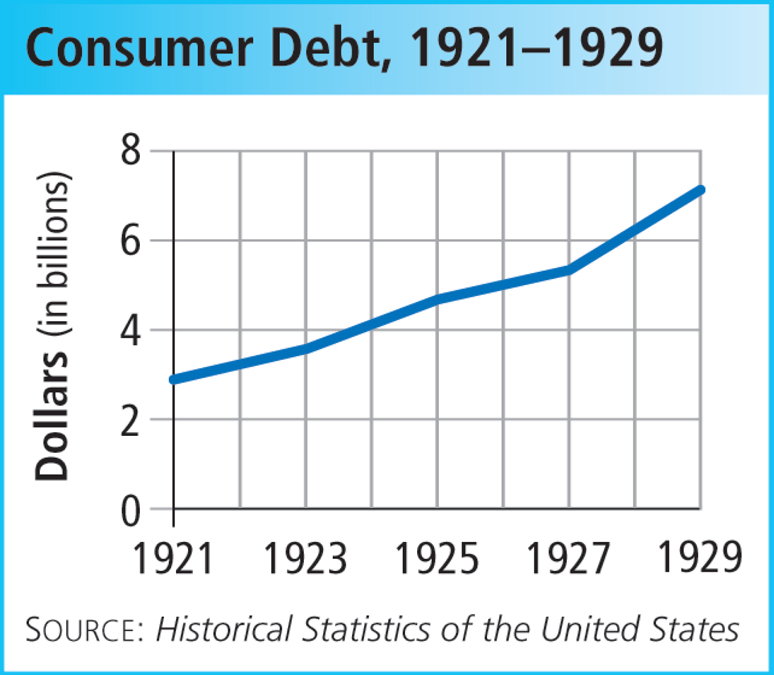 Consumer Debt, 1921–1929
Dollars (in billions)
8
6
4
2
0
1921 1923 1925 1927 1929
SOURCE: Historical Statistics of the United States